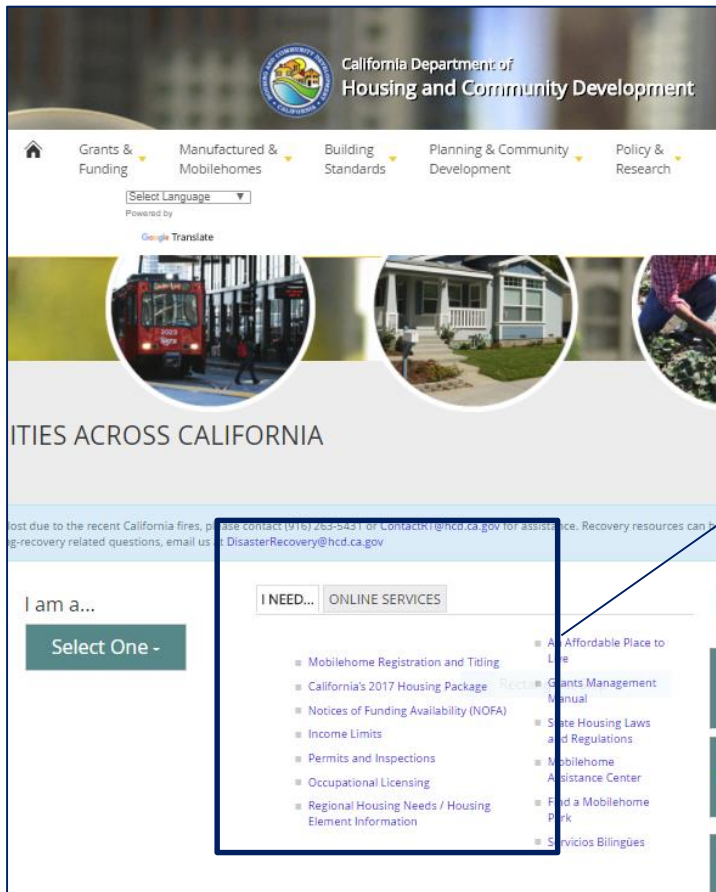 California Department of
Housing and Community Development
Grants &
Funding
Manufactured &
Mobilehomes
Building
Standards
Planning & Community
Development
Policy &
Research
Select Language
Powered by
Google Translate
ITIES ACROSS CALIFORNIA
lost due to the recent California fires, please contact (916) 263-5431 or ContactRT@hcd.ca.gov for assistance. Recovery resources can b
g-recovery related questions, email us at DisasterRecovery@hcd.ca.gov
I am a...
Select One
I NEED...
ONLINE SERVICES
Mobilehome Registration and Titling
California's 2017 Housing Package
Notices of Funding Availability (NOFA)
Income Limits
Permits and Inspections
Occupational Licensing
Regional Housing Needs / Housing
Element Information
An Affordable Place to
Live
Grants Management
Manual
State Housing Laws
and Regulations
Mobilehome
Assistance Center
Find a Mobilehome
Park
Servicios Bilingües